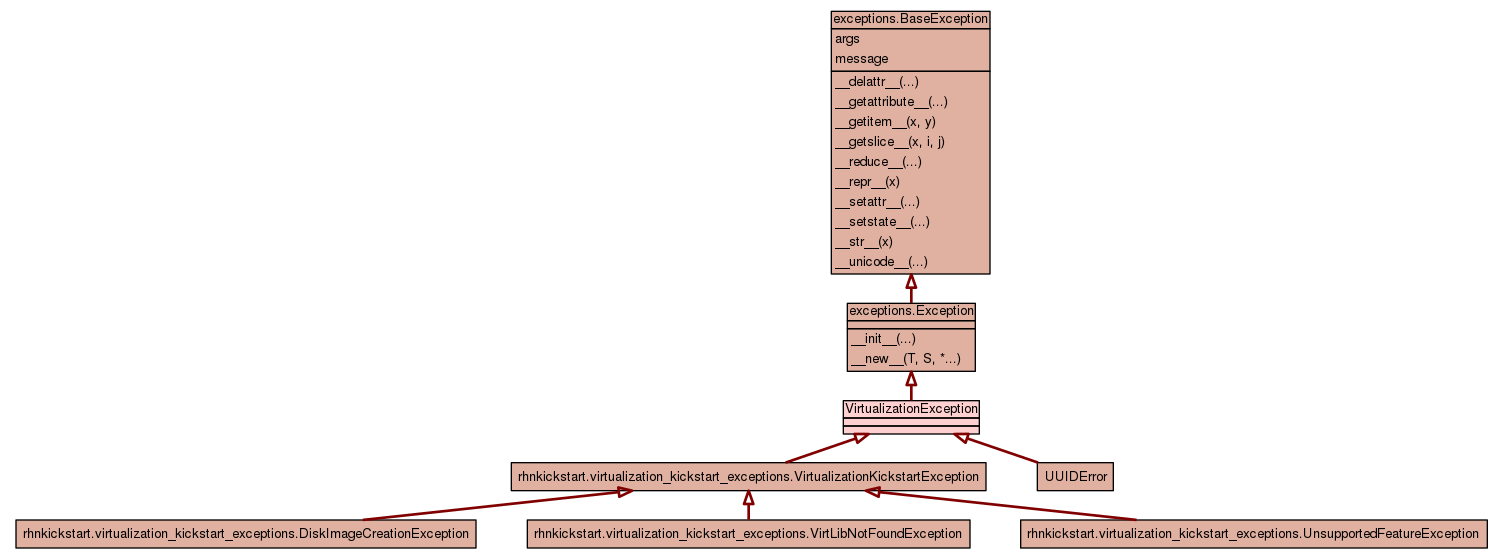 exceptions.BaseException
args
message
__delattr__(...)
__getattribute__(...)
__getitem__(x, y)
__getslice__(x, i, j)
__reduce__(...)
__repr__(x)
__setattr__(...)
__setstate__(...)
__str__(x)
__unicode__(...)
exceptions.Exception
__init__(...)
__new__(T, S, *...)
VirtualizationException
rhnkickstart.virtualization_kickstart_exceptions.VirtualizationKickstartException
UUIDError
rhnkickstart.virtualization_kickstart_exceptions.DiskImageCreationException
rhnkickstart.virtualization_kickstart_exceptions.VirtLibNotFoundException
rhnkickstart.virtualization_kickstart_exceptions.UnsupportedFeatureException